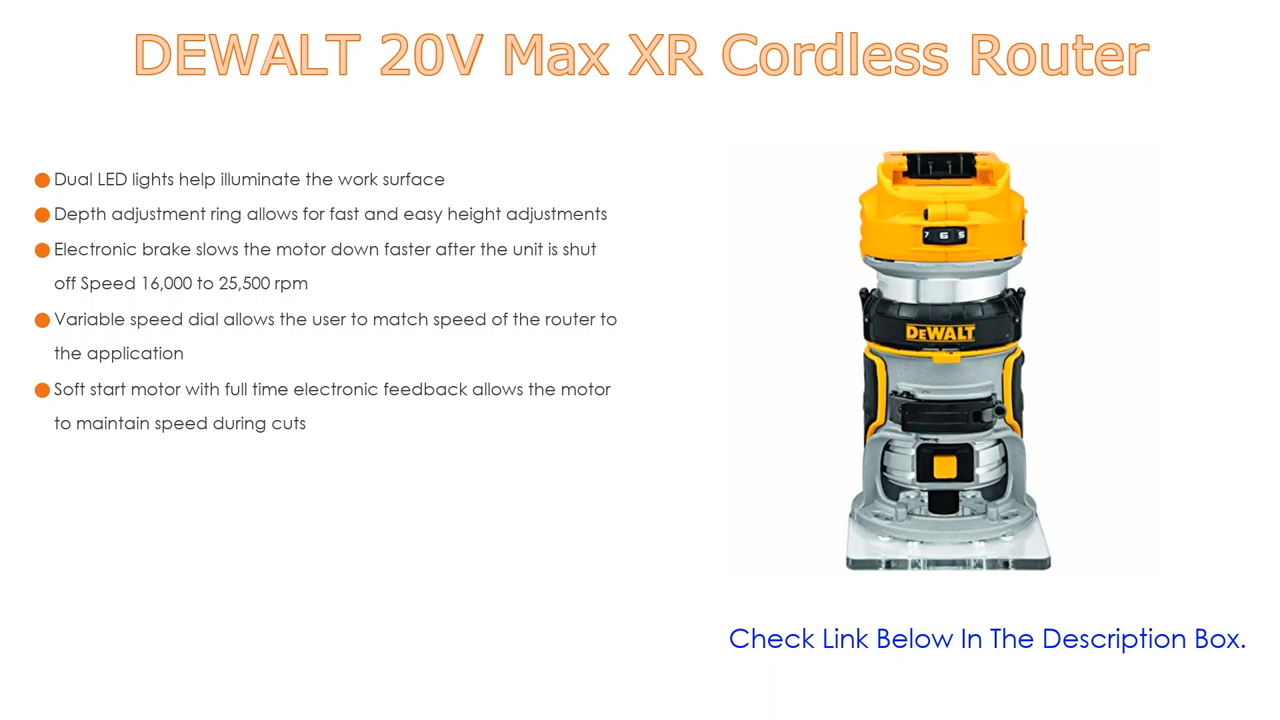 DEWALT 20V Max XR Cordless Router
Dual LED lights help illuminate the work surface
Depth adjustment ring allows for fast and easy height adjustments
Electronic brake slows the motor down faster after the unit is shut
off Speed 16,000 to 25,500 rpm
Variable speed dial allows the user to match speed of the router to
the application
Soft start motor with full time electronic feedback allows the motor
to maintain speed during cuts
7 6 5
DEWALT
Check Link Below In The Description Box.